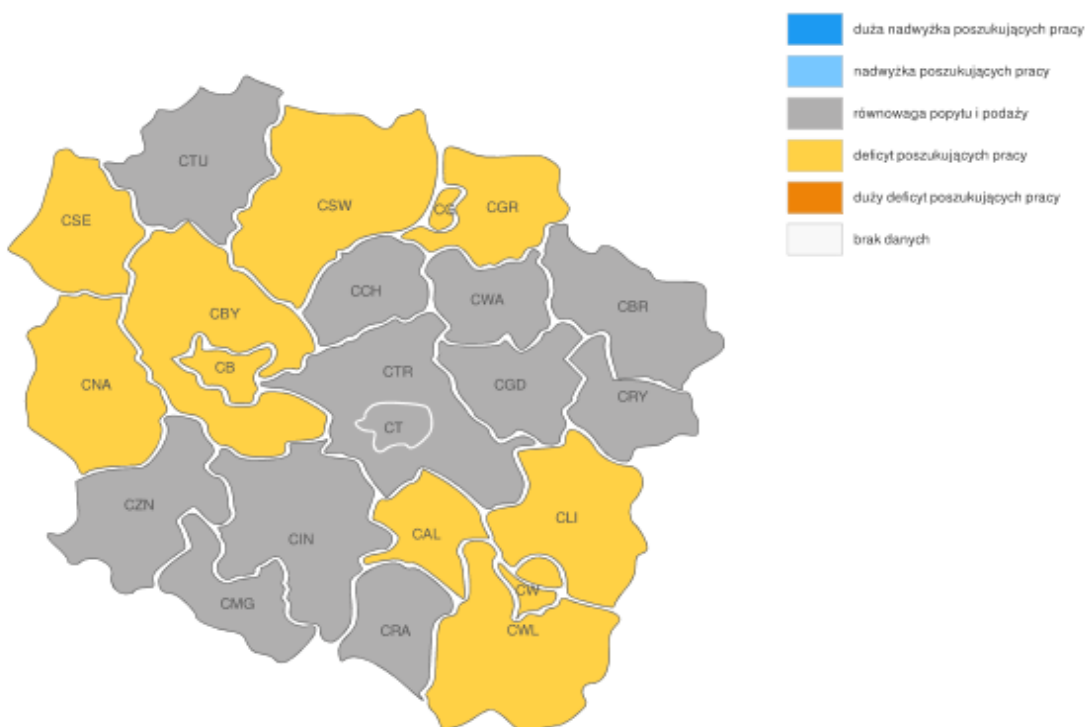 duża nadwyżka poszukujących pracy
nadwyżka poszukujących pracy
równowaga popytu i podaży
deficyt poszukujących pracy
duży deficyt poszukujących pracy
brak danych
CTU
CSW
CSE
CG
CGR
CCH
CWA
CBR
CBY
CB
CTR
CNA
CGD
CRY
CT
CZN
CLI
CIN
CAL
CW
CMG
CRA
CWL